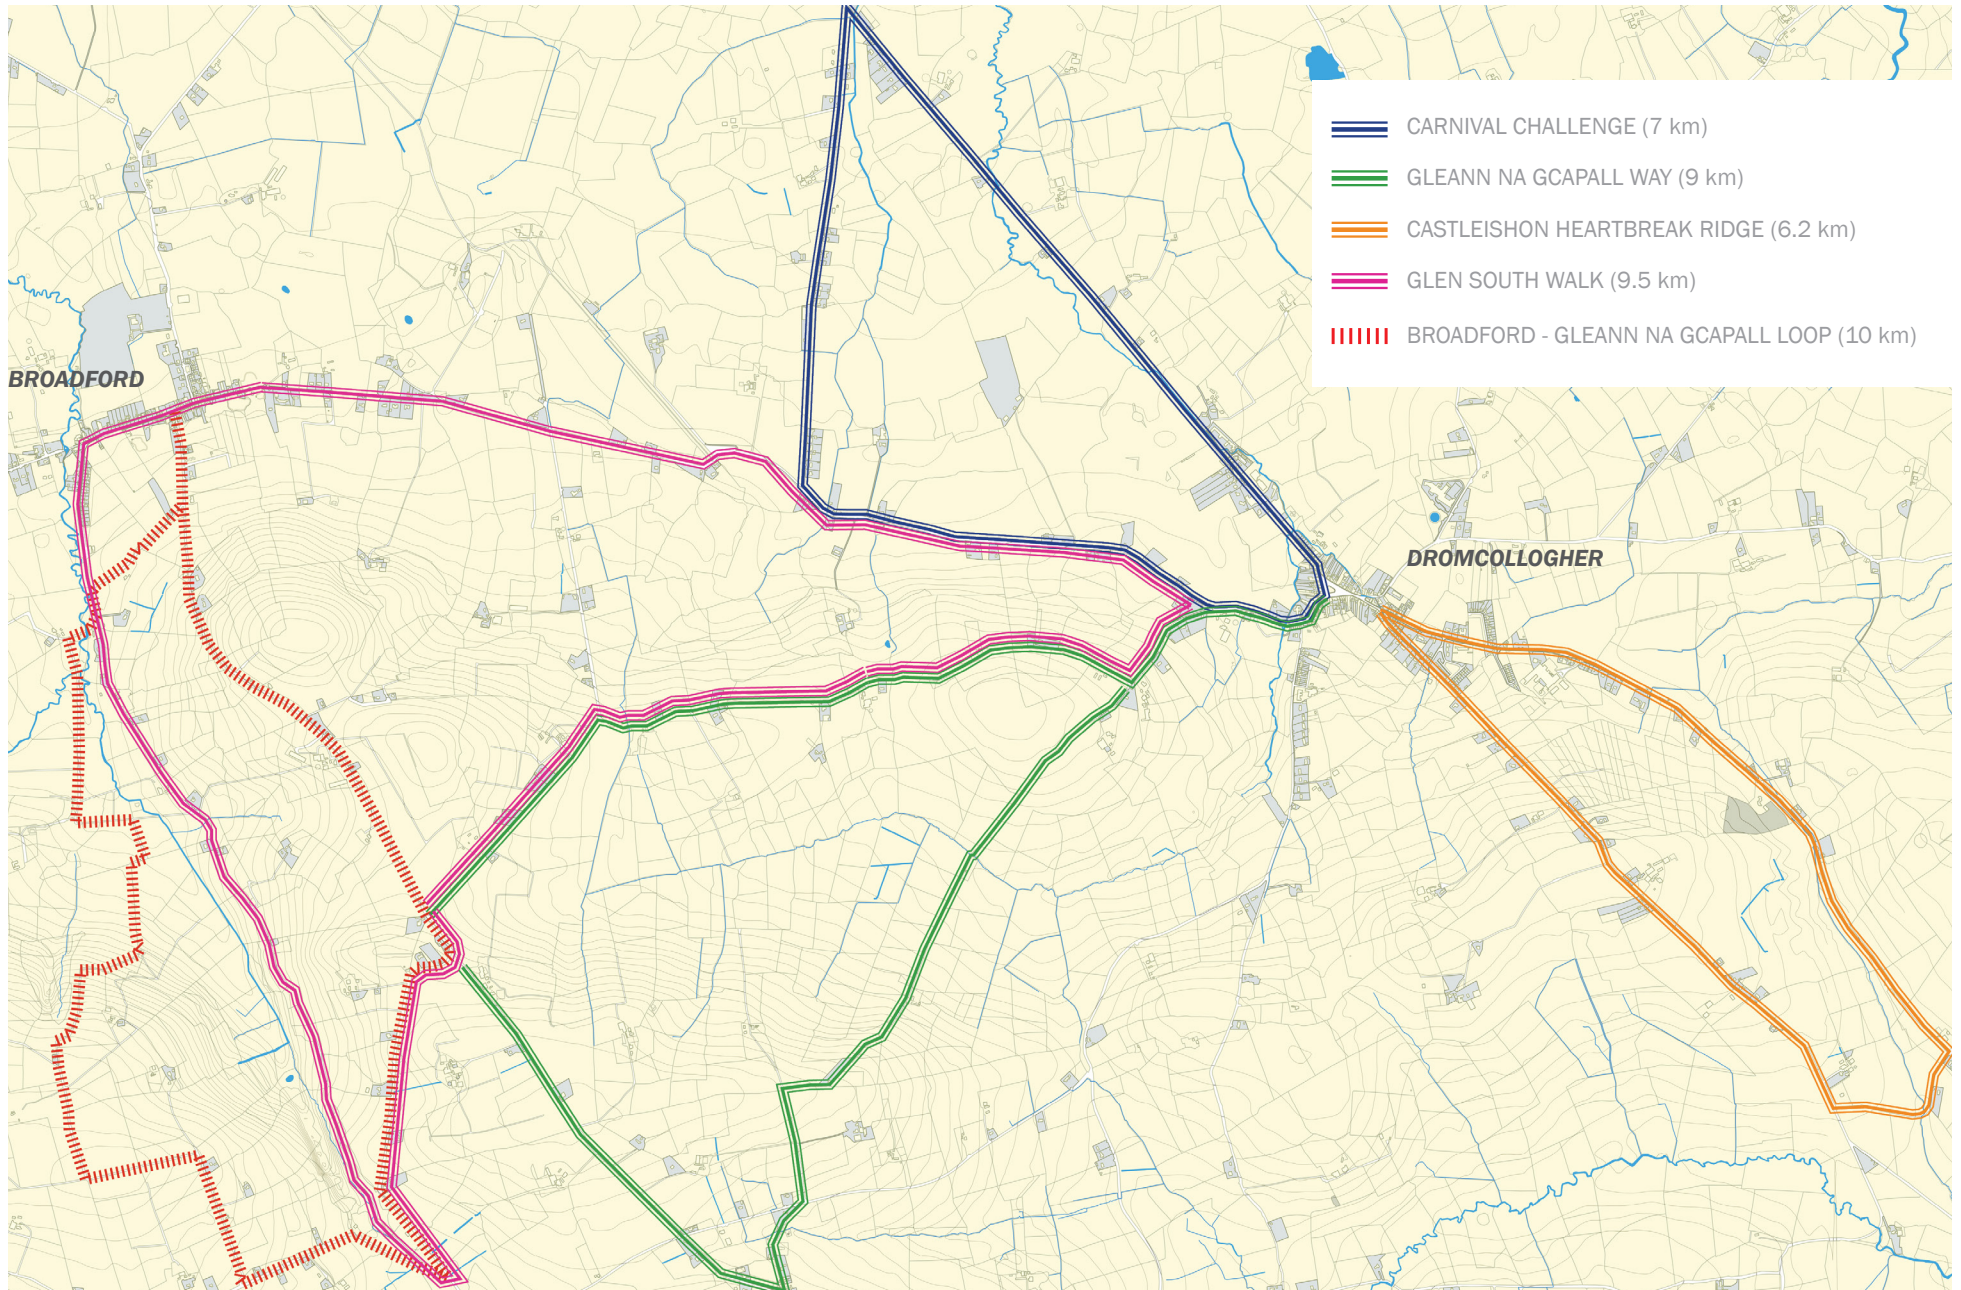 CARNIVAL CHALLENGE (7 km)
GLEANN NA GCAPALL WAY (9 km)
CASTLEISHON HEARTBREAK RIDGE (6.2 km)
GLEN SOUTH WALK (9.5 km)
BROADFORD - GLEANN NA GCAPALL LOOP (10 km)
BROADFORD
DROMCOLLOGHER